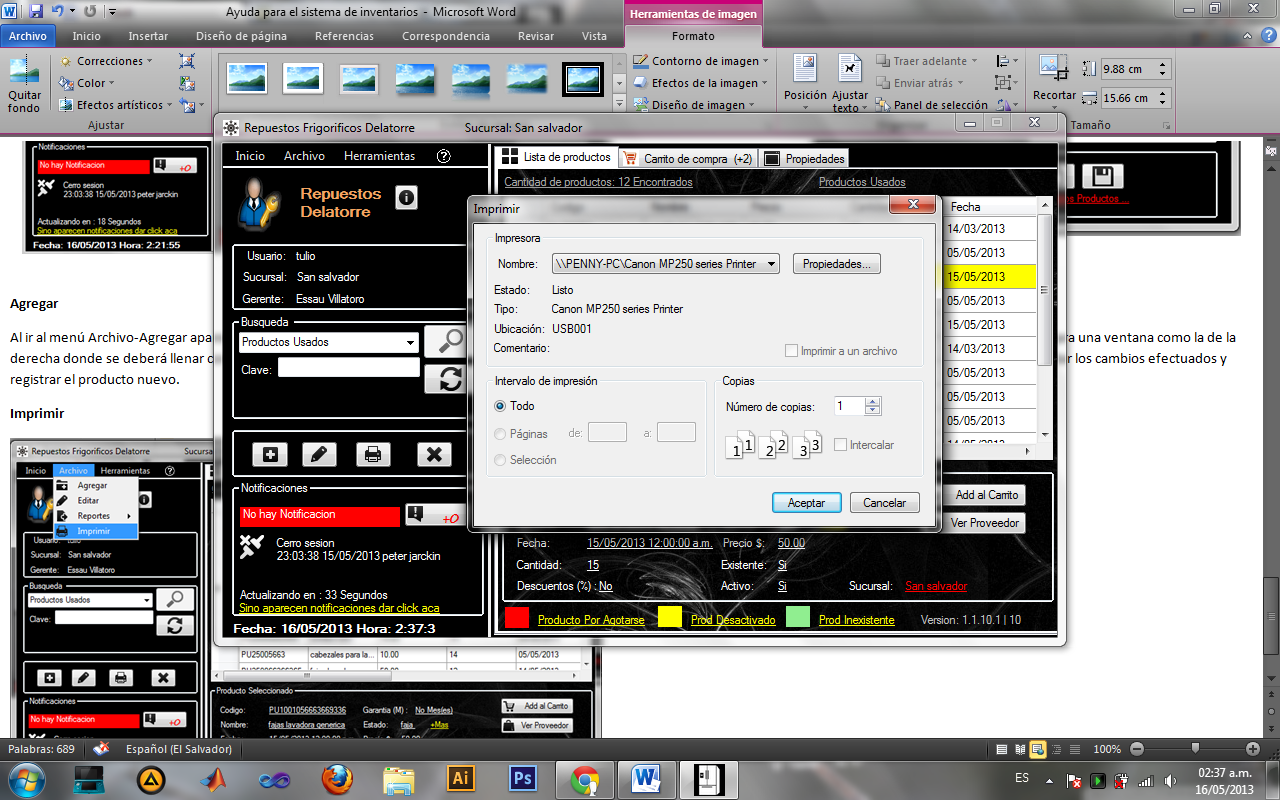 Ayuda para el sistema de inventarios - Microsoft Word
Herramientas de imagen
Archivo Inicio Insertar Diseño de página Referencias Correspondencia Revisar Vista Formato
Quitar fondo
Correcciones
Color
Efectos artísticos
Ajustar
Contorno de imagen
Efectos de la imagen
Diseño de imagen
Posición
Ajustar texto
Traer adelante
Enviar atrás
Panel de selección
Recortar
9.88 cm
15.66 cm
Tamaño
Notificaciones
No hay Notificacion
+O
Cerro sesion
23:03:38 15/05/2013 peter jarckin
Actualizando en : 18 Segundos
Sino aparecen notificaciones dar click aca
Fecha: 16/05/2013 Hora: 2:21:55
Productos ...
Agregar
Al ir al menú Archivo-Agregar
una ventana como la de la
derecha donde se deberá llenar
los cambios efectuados y
registrar el producto nuevo.
Imprimir
Repuestos Frigorificos Delatorre
Inicio Archivo Herramientas
Agregar
Editar
Reportes
Imprimir
Sucursal: San salvador
Gerente: Essau Villatoro
Busqueda
Productos Usados
Clave:
Notificaciones
No hay Notificacion
+O
PU25005663 cabezales para la... 10.00 14 05/05/2013
Producto Seleccionado
Codigo: PU1001056663669336 Garantia (M) : No Mes(es)
Nombre: fajas lavadora generica Estado: faja +Mas
Add al Carrito
Ver Proveedor
Repuestos Frigorificos Delatorre Sucursal: San salvador
Inicio Archivo Herramientas
Repuestos Delatorre
Usuario: tulio
Sucursal: San salvador
Gerente: Essau Villatoro
Busqueda
Productos Usados
Clave:
Notificaciones
No hay Notificacion
+O
Cerro sesion
23:03:38 15/05/2013 peter jarckin
Actualizando en : 33 Segundos
Sino aparecen notificaciones dar click aca
Fecha: 16/05/2013 Hora: 2:37:3
Lista de productos Carrito de compra (+2) Propiedades
Cantidad de productos: 12 Encontrados Productos Usados
Fecha
14/03/2013
05/05/2013
15/05/2013
05/05/2013
15/05/2013
14/03/2013
05/05/2013
05/05/2013
05/05/2013
Add al Carrito
Ver Proveedor
Fecha: 15/05/2013 12:00:00 a.m. Precio $: 50.00
Cantidad: 15 Existente: Si
Descuentos (%) : No Activo: Si Sucursal: San salvador
Producto Por Agotarse Prod Desactivado Prod Inexistente Version: 1.1.10.1 | 10
Imprimir
Impresora
Nombre: \\PENNY-PC\Canon MP250 series Printer Propiedades...
Estado: Listo
Tipo: Canon MP250 series Printer
Ubicación: USB001
Comentario: Imprimir a un archivo
Intervalo de impresión
Todo
Páginas de: a:
Selección
Copias
Número de copias: 1
1 1 2 2 3 3 Intercalar
Aceptar Cancelar
Palabras: 689 Español (El Salvador) 100%
Ai Ps ES 02:37 a.m.
16/05/2013